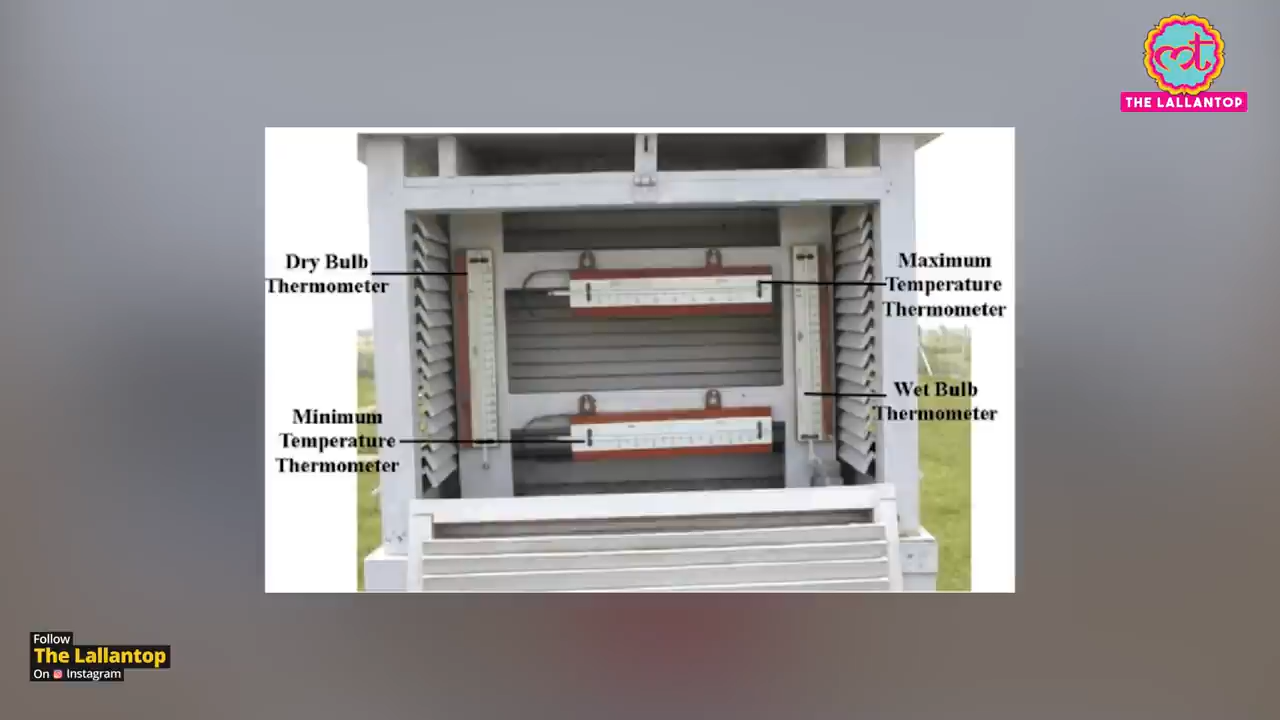 THE LALLANTOP
Dry Bulb
Thermometer
Maximum
Temperature
Thermometer
Wet Bulb
Thermometer
Minimum
Temperature
Thermometer
Follow
The Lallantop
On Instagram